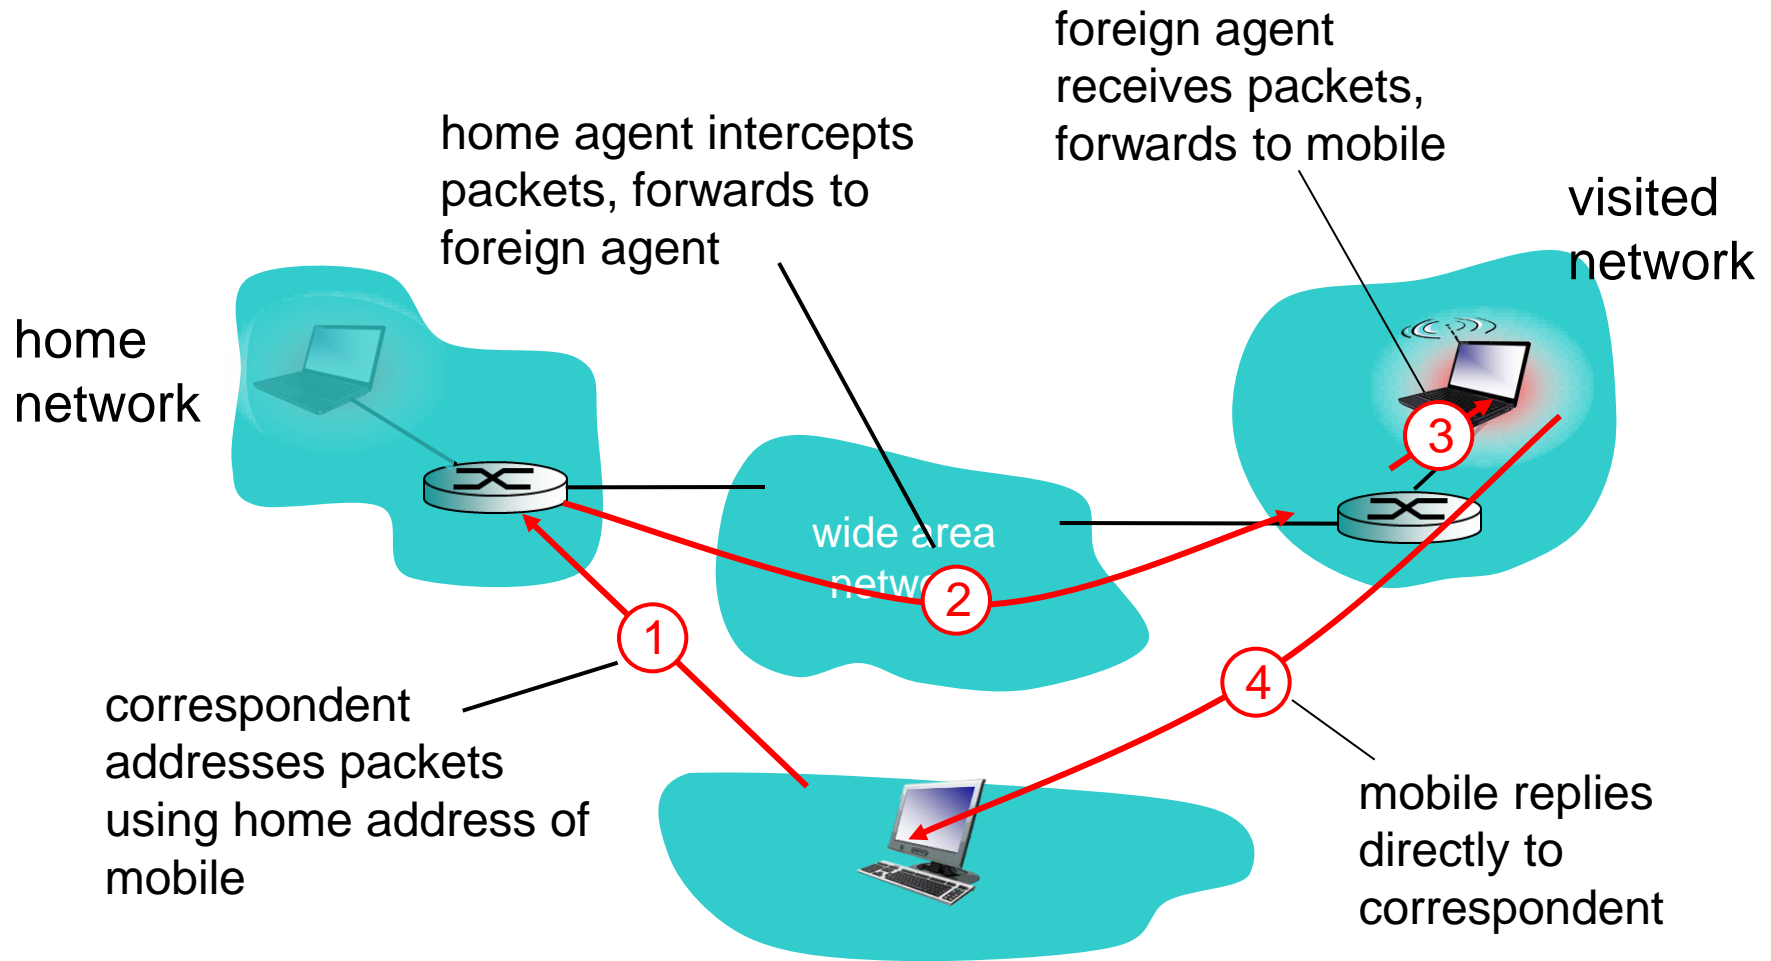 foreign agent
receives packets,
forwards to mobile
home agent intercepts
packets, forwards to
foreign agent
visited
network
home
network
wide area
netwo
3
2
1
4
correspondent
addresses packets
using home address of
mobile
mobile replies
directly to
correspondent